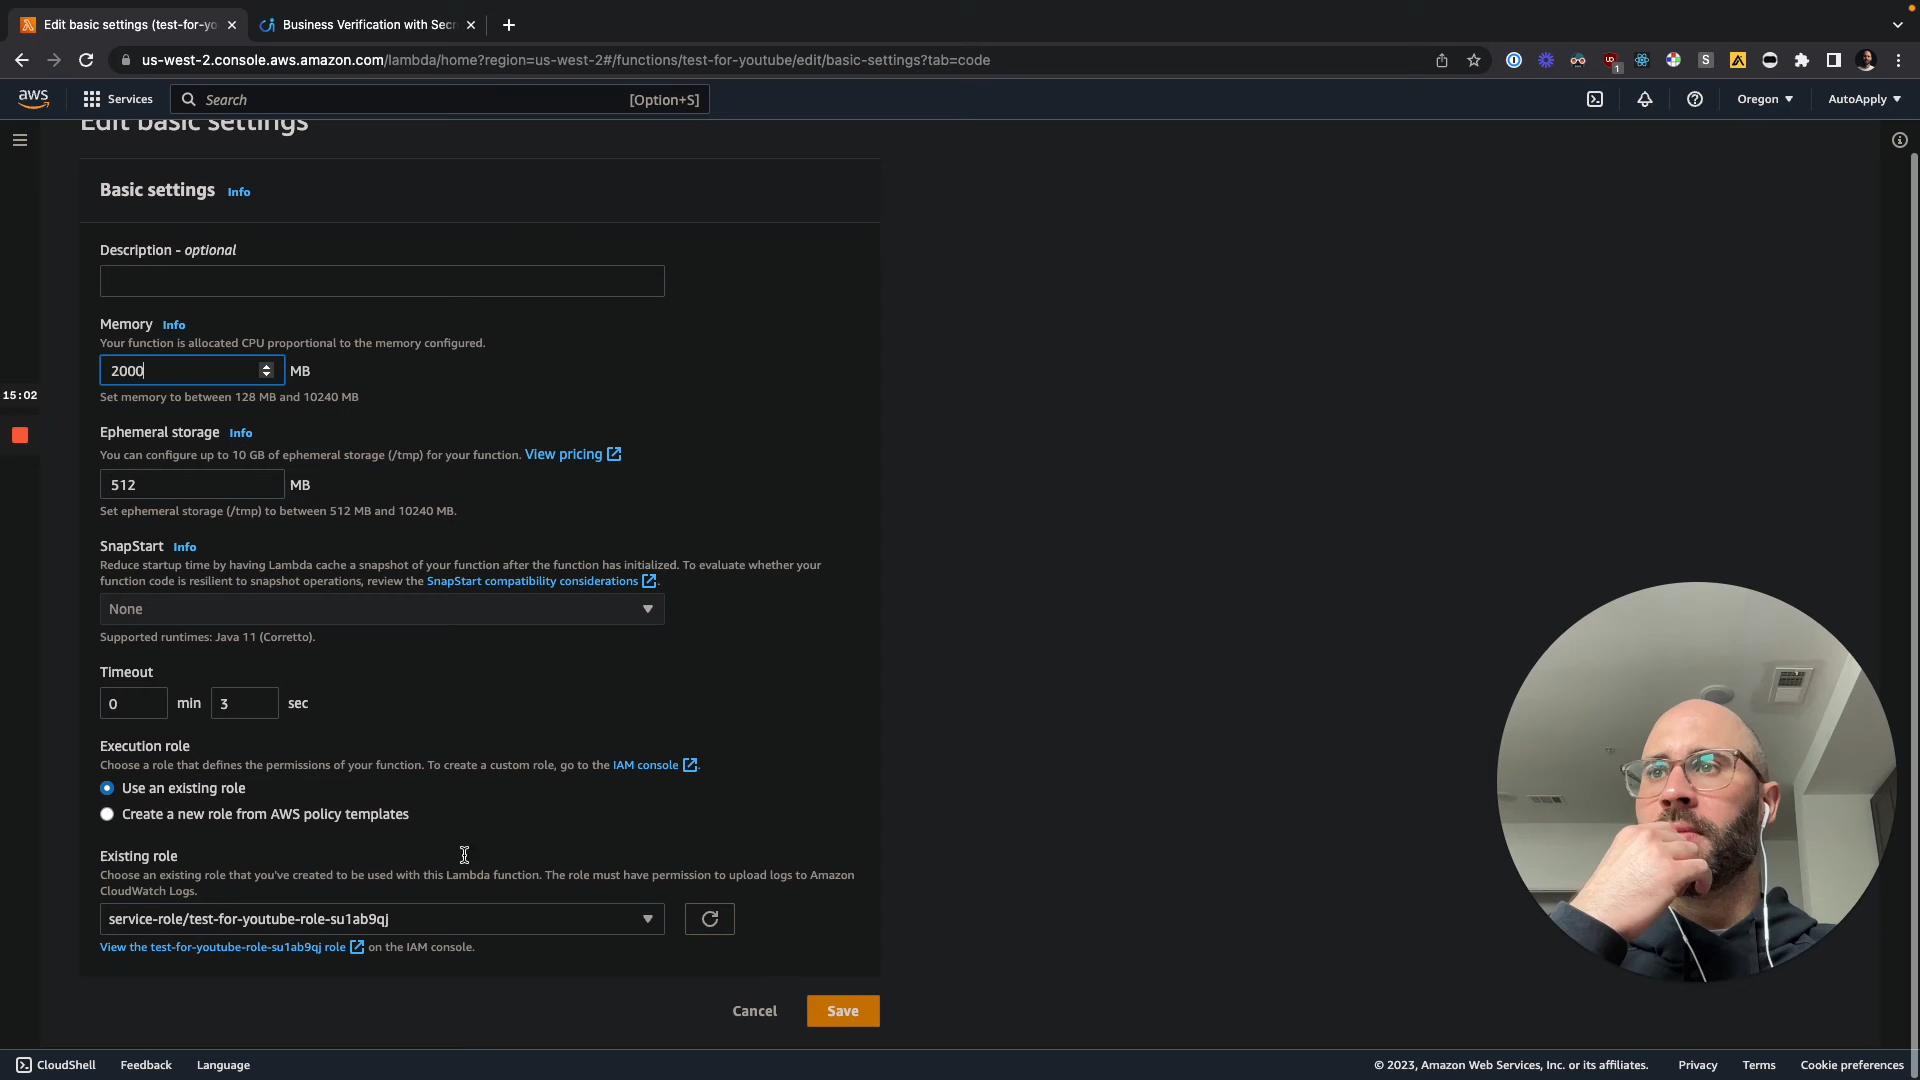 Edit basic settings (test-for-yo
Business Verification with Secr
us-west-2.console.aws.amazon.com/lambda/home?region=us-west-2#/functions/test-for-youtube/edit/basic-settings?tab=code
aws
Services
Search
[Option+S]
Oregon
AutoApply
Edit basic settings
Basic settings Info
Description - optional
Memory Info
Your function is allocated CPU proportional to the memory configured.
2000 MB
Set memory to between 128 MB and 10240 MB
15:02
Ephemeral storage Info
You can configure up to 10 GB of ephemeral storage (/tmp) for your function. View pricing
512 MB
Set ephemeral storage (/tmp) to between 512 MB and 10240 MB.
SnapStart Info
Reduce startup time by having Lambda cache a snapshot of your function after the function has initialized. To evaluate whether your
function code is resilient to snapshot operations, review the SnapStart compatibility considerations .
None
Supported runtimes: Java 11 (Corretto).
Timeout
0 min 3 sec
Execution role
Choose a role that defines the permissions of your function. To create a custom role, go to the IAM console .
Use an existing role
Create a new role from AWS policy templates
Existing role
Choose an existing role that you've created to be used with this Lambda function. The role must have permission to upload logs to Amazon
CloudWatch Logs.
service-role/test-for-youtube-role-su1ab9qj
View the test-for-youtube-role-su1ab9qj role on the IAM console.
Cancel
Save
CloudShell
Feedback
Language
© 2023, Amazon Web Services, Inc. or its affiliates.
Privacy
Terms
Cookie preferences